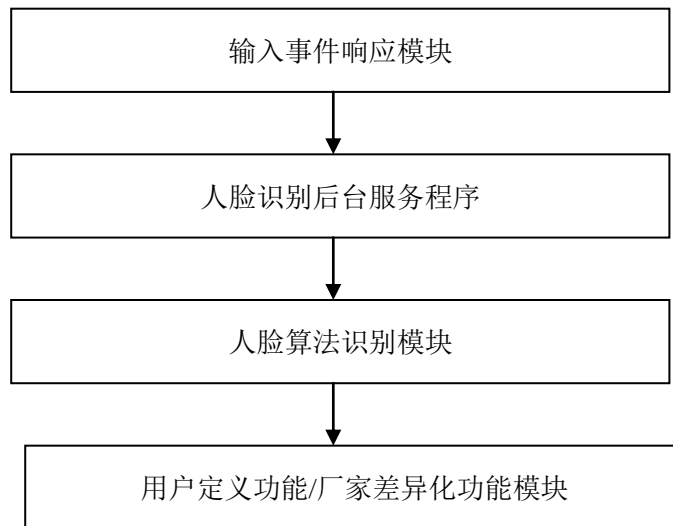 输入事件响应模块
人脸识别后台服务程序
人脸算法识别模块
用户定义功能/厂家差异化功能模块